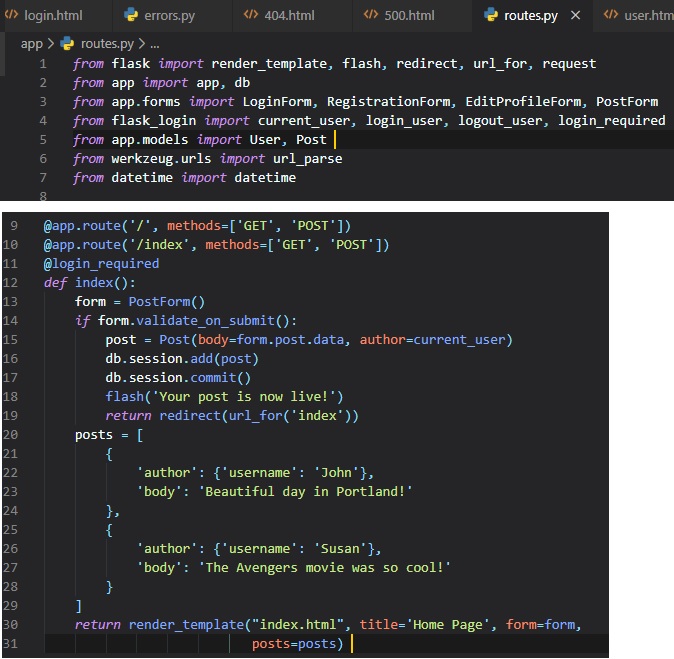 login.html errors.py 404.html 500.html routes.py user.htm
app > routes.py > ...
1 from flask import render_template, flash, redirect, url_for, request
2 from app import app, db
3 from app.forms import LoginForm, RegistrationForm, EditProfileForm, PostForm
4 from flask_login import current_user, login_user, logout_user, login_required
5 from app.models import User, Post
6 from werkzeug.urls import url_parse
7 from datetime import datetime
8
9 @app.route('/', methods=['GET', 'POST'])
10 @app.route('/index', methods=['GET', 'POST'])
11 @login_required
12 def index():
13     form = PostForm()
14     if form.validate_on_submit():
15         post = Post(body=form.post.data, author=current_user)
16         db.session.add(post)
17         db.session.commit()
18         flash('Your post is now live!')
19         return redirect(url_for('index'))
20     posts = [
21         {
22             'author': {'username': 'John'},
23             'body': 'Beautiful day in Portland!'
24         },
25         {
26             'author': {'username': 'Susan'},
27             'body': 'The Avengers movie was so cool!'
28         }
29     ]
30     return render_template("index.html", title='Home Page', form=form,
31                            posts=posts)